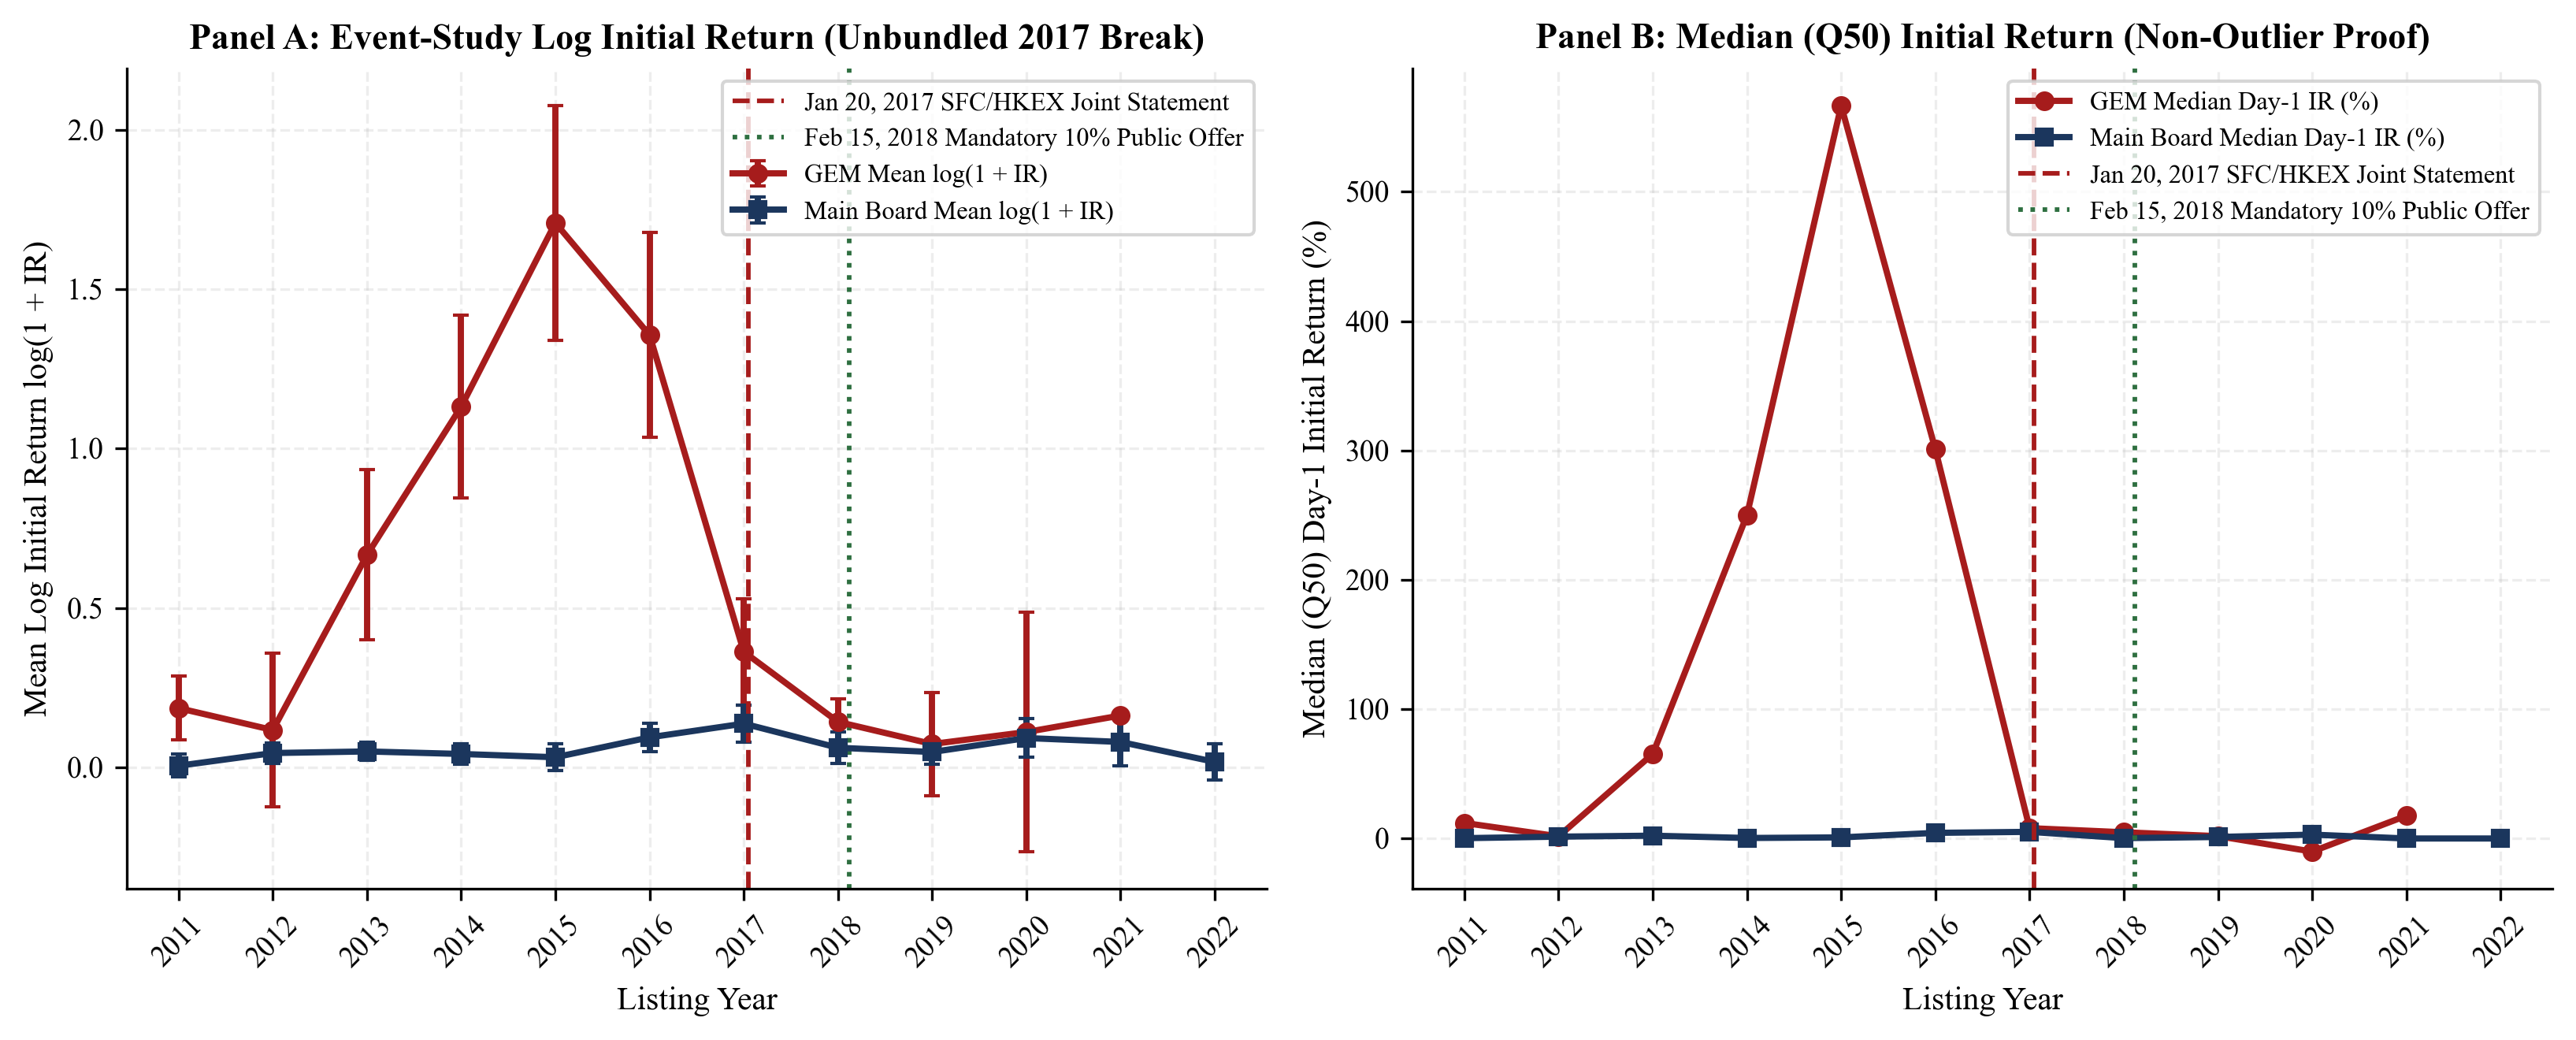 Panel A: Event-Study Log Initial Return (Unbundled 2017 Break)
Mean Log Initial Return log(1 + IR)
2.0
1.5
1.0
0.5
0.0
Jan 20, 2017 SFC/HKEX Joint Statement
Feb 15, 2018 Mandatory 10% Public Offer
GEM Mean log(1 + IR)
Main Board Mean log(1 + IR)
2011 2012 2013 2014 2015 2016 2017 2018 2019 2020 2021 2022
Listing Year
Panel B: Median (Q50) Initial Return (Non-Outlier Proof)
Median (Q50) Day-1 Initial Return (%)
500
400
300
200
100
0
GEM Median Day-1 IR (%)
Main Board Median Day-1 IR (%)
Jan 20, 2017 SFC/HKEX Joint Statement
Feb 15, 2018 Mandatory 10% Public Offer
2011 2012 2013 2014 2015 2016 2017 2018 2019 2020 2021 2022
Listing Year